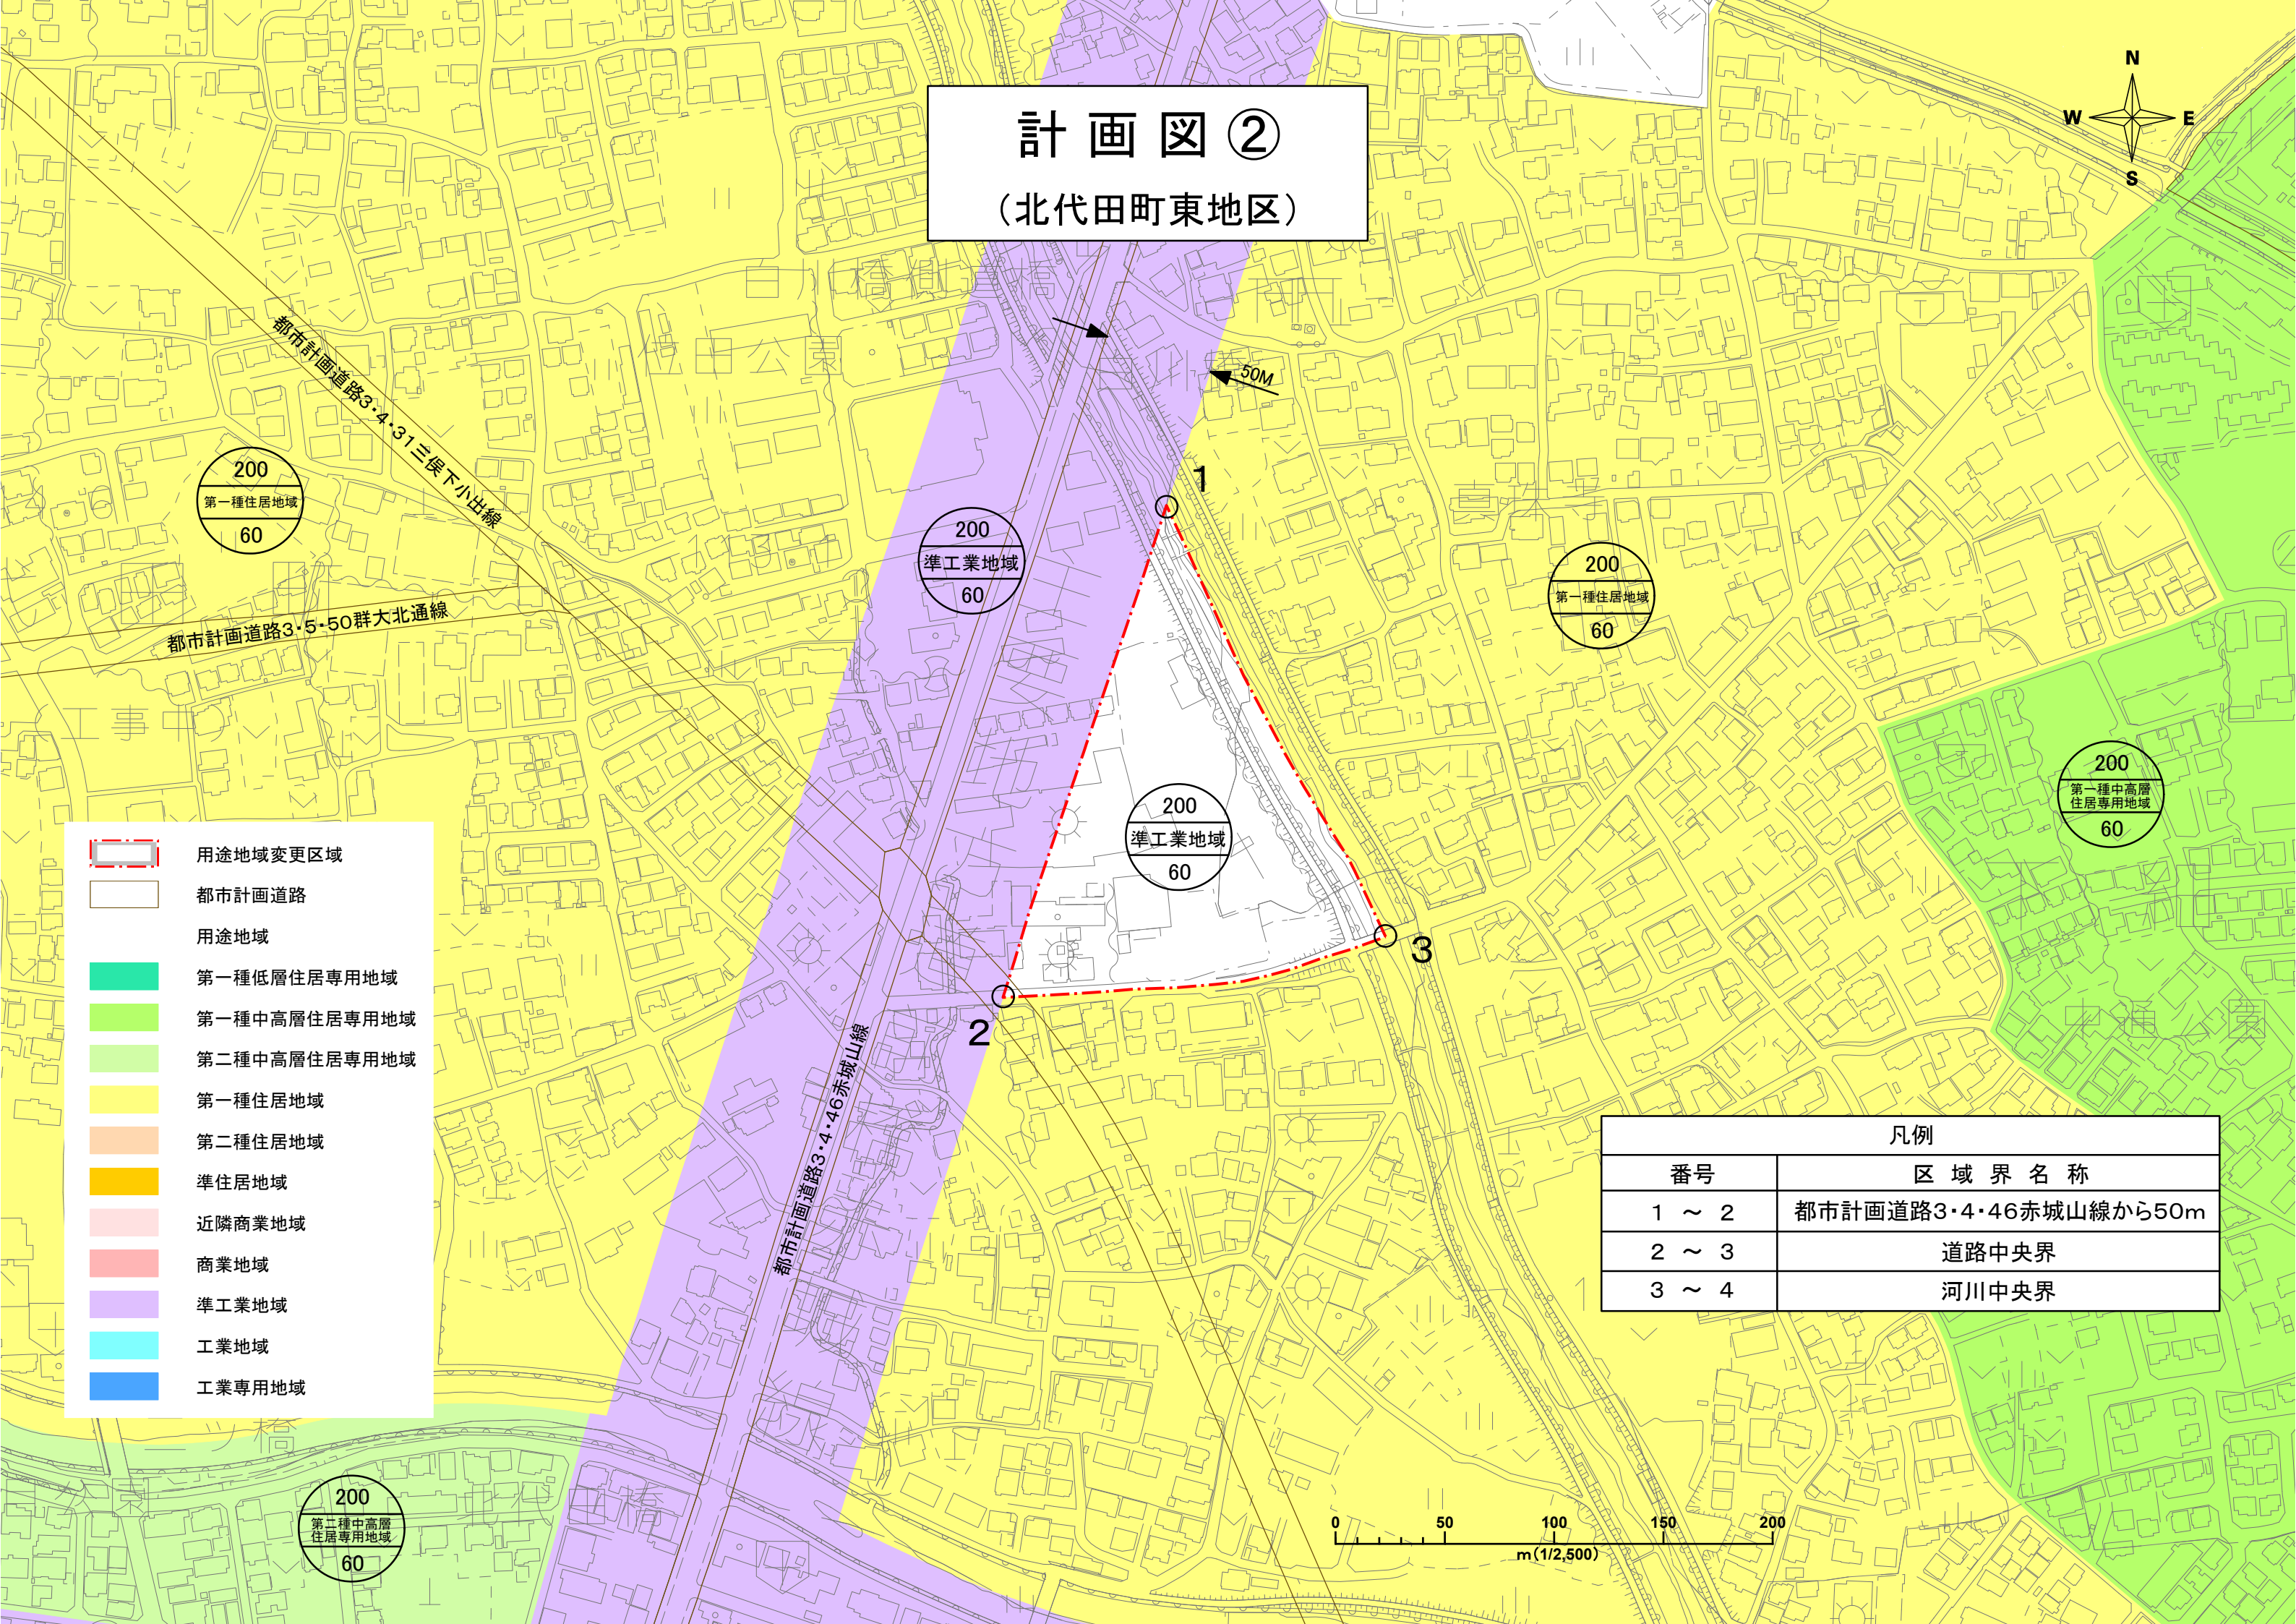 計画図②
（北代田町東地区）
N
W
E
S
50M
都市計画道路3・4・31三俣下小出線
都市計画道路3・5・50群大北通線
都市計画道路3・4・46赤城山線
200
第一種住居地域
60
200
準工業地域
60
200
第一種住居地域
60
200
準工業地域
60
200
第一種中高層
住居専用地域
60
200
第二種中高層
住居専用地域
60
1
2
3
用途地域変更区域
都市計画道路
用途地域
第一種低層住居専用地域
第一種中高層住居専用地域
第二種中高層住居専用地域
第一種住居地域
第二種住居地域
準住居地域
近隣商業地域
商業地域
準工業地域
工業地域
工業専用地域
凡例
番号 区域界名称
1 ～ 2 都市計画道路3・4・46赤城山線から50m
2 ～ 3 道路中央界
3 ～ 4 河川中央界
0 50 100 150 200
m(1/2,500)
工事中